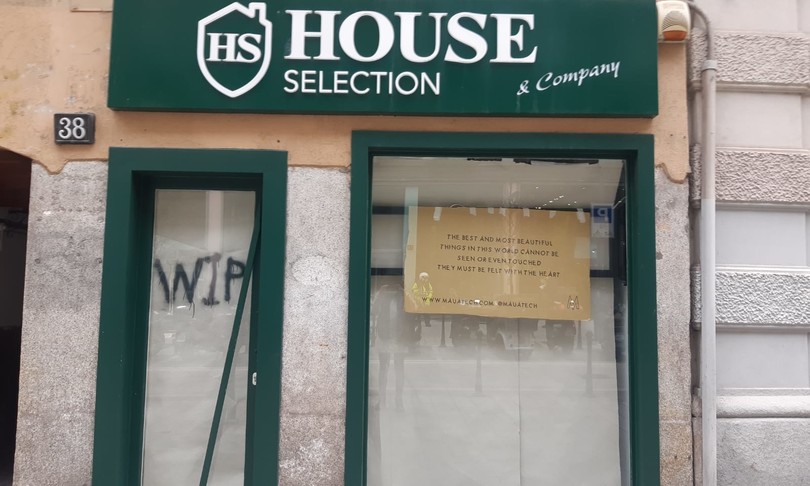 HS
HOUSE
SELECTION
& Company
38
WIP
THE BEST AND MOST BEAUTIFUL
THINGS IN THIS WORLD CANNOT BE
SEEN OR EVEN TOUCHED
THEY MUST BE FELT WITH THE HEART
WWW.MAUATECH.COM @MAUATECH